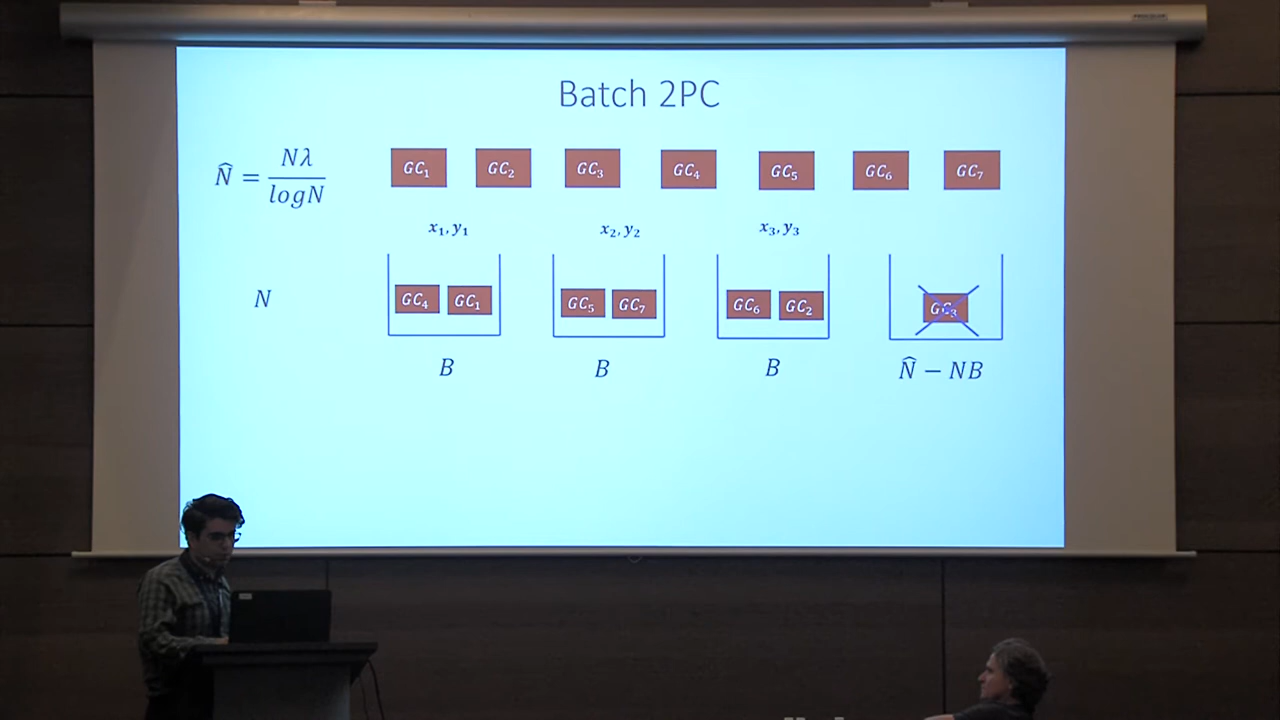 Batch 2PC
N̂ = Nλ / logN
GC₁ GC₂ GC₃ GC₄ GC₅ GC₆ GC₇
x₁, y₁ x₂, y₂ x₃, y₃
N
GC₄ GC₁ GC₅ GC₇ GC₆ GC₂ GC₃
B B B N̂ − NB